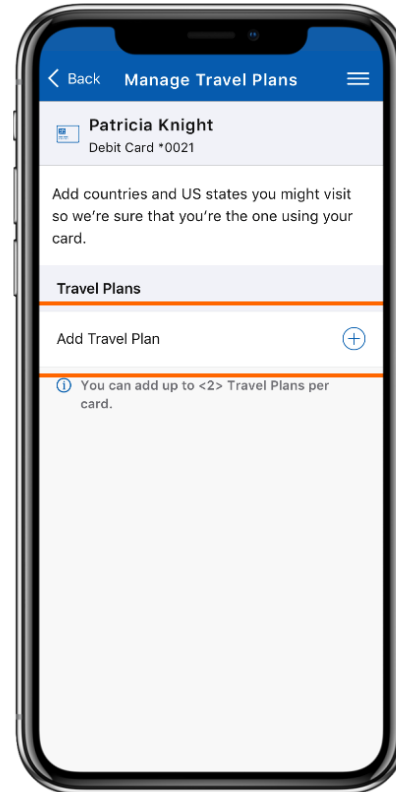 Back Manage Travel Plans
Patricia Knight
Debit Card *0021
Add countries and US states you might visit
so we're sure that you're the one using your
card.
Travel Plans
Add Travel Plan
You can add up to <2> Travel Plans per
card.